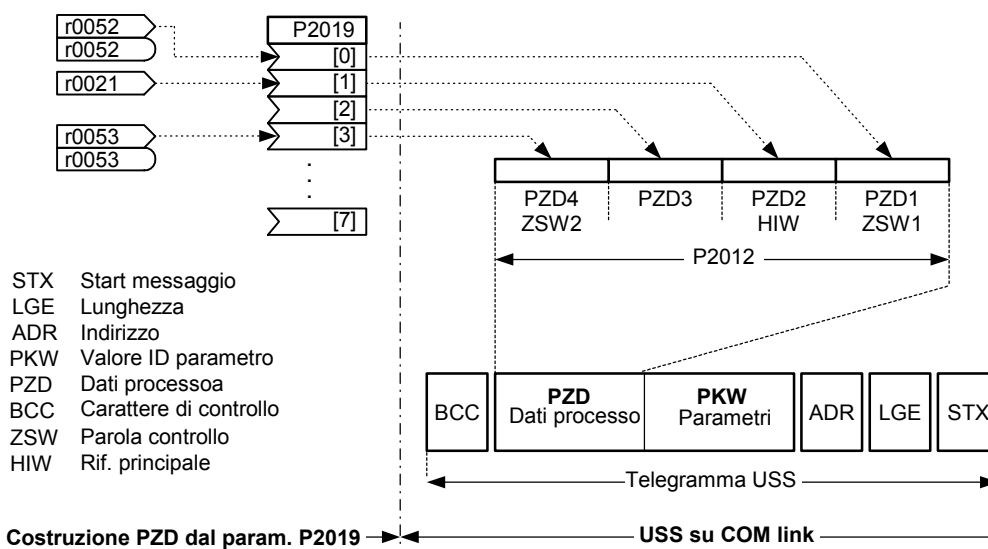 r0052
r0052
r0021
r0053
r0053
P2019
[0]
[1]
[2]
[3]
[7]
PZD4
ZSW2
PZD3
PZD2
HIW
PZD1
ZSW1
P2012
STX Start messaggio
LGE Lunghezza
ADR Indirizzo
PKW Valore ID parametro
PZD Dati processoa
BCC Carattere di controllo
ZSW Parola controllo
HIW Rif. principale
BCC
PZD
Dati processo
PKW
Parametri
ADR
LGE
STX
Telegramma USS
Costruzione PZD dal param. P2019
USS su COM link